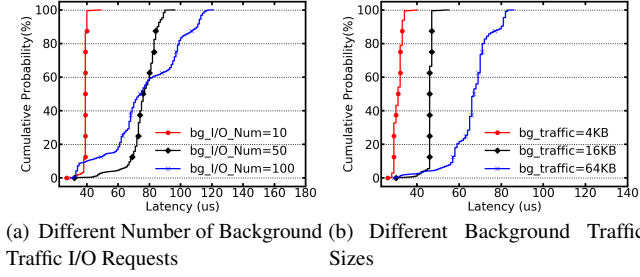 Cumulative Probability(%)
100
80
60
40
20
0
bg_I/O_Num=10
bg_I/O_Num=50
bg_I/O_Num=100
40 60 80 100 120 140 160 180
Latency (us)
(a) Different Number of Background
Traffic I/O Requests
Cumulative Probability(%)
100
80
60
40
20
0
bg_traffic=4KB
bg_traffic=16KB
bg_traffic=64KB
40 60 80 100 120 140
Latency (us)
(b) Different Background Traffic
Sizes